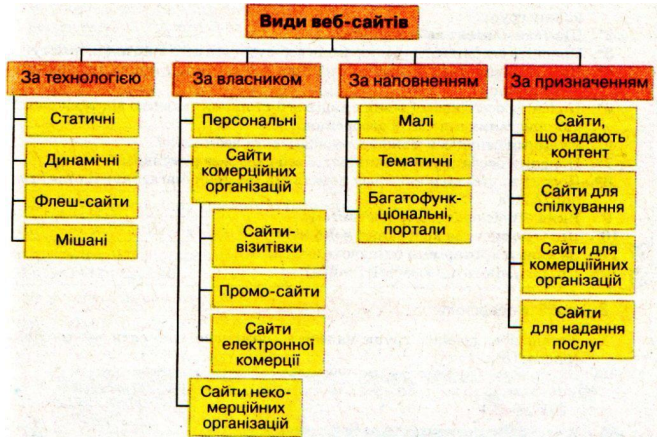 Види веб-сайтів
За технологією
Статичні
Динамічні
Флеш-сайти
Мішані
За власником
Персональні
Сайти
комерційних
організацій
Сайти-
візитівки
Промо-сайти
Сайти
електронної
комерції
Сайти неко-
мерційних
організацій
За наповненням
Малі
Тематичні
Багатофунк-
ціональні,
портали
За призначенням
Сайти,
що надають
контент
Сайти для
спілкування
Сайти для
комерціійних
організацій
Сайти
для надання
послуг